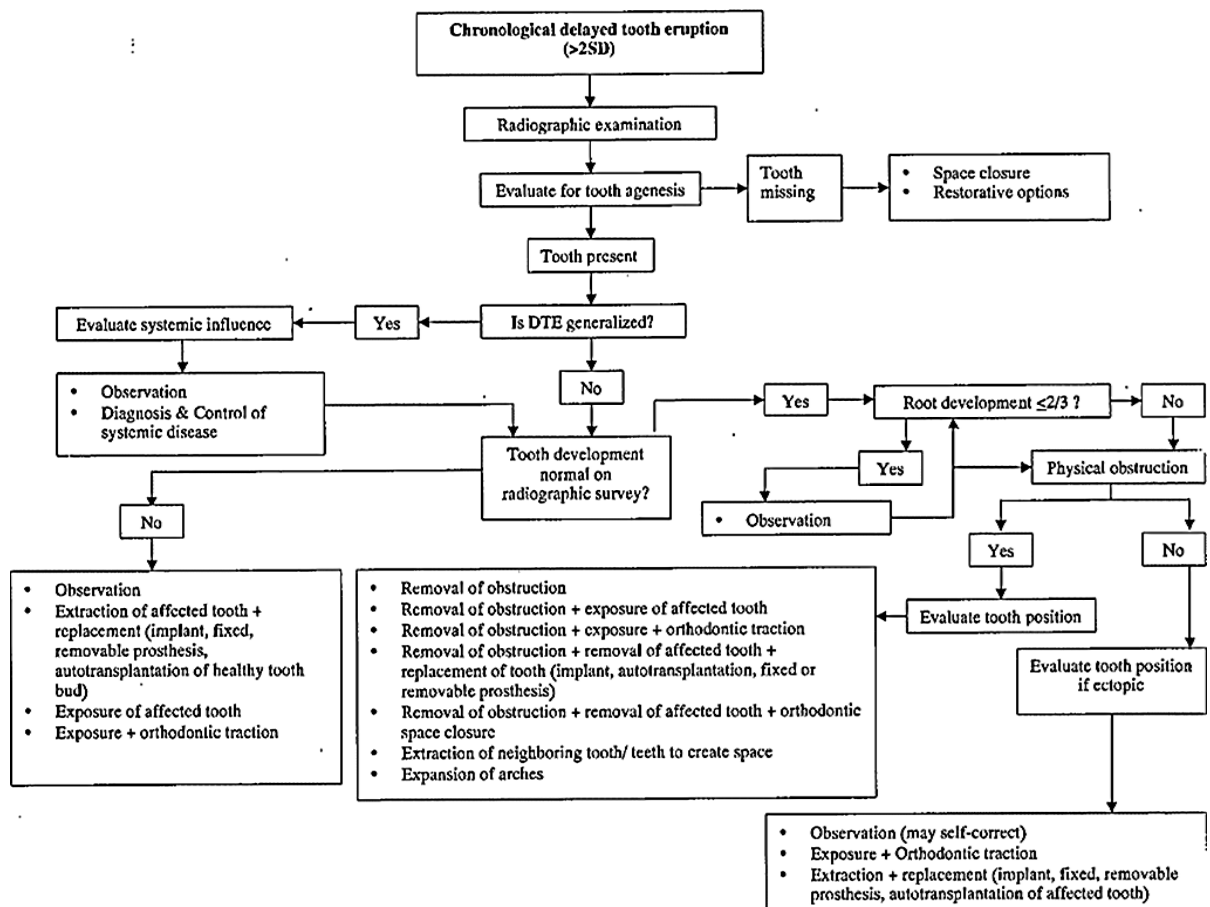 Chronological delayed tooth eruption
(>2SD)
Radiographic examination
Evaluate for tooth agenesis
Tooth
missing
• Space closure
• Restorative options
Tooth present
Is DTE generalized?
Yes
Evaluate systemic influence
• Observation
• Diagnosis & Control of
systemic disease
No
Tooth development
normal on
radiographic survey?
Yes
Root development ≤2/3 ?
No
Yes
• Observation
Physical obstruction
Yes
No
Evaluate tooth position
Evaluate tooth position
if ectopic
No
• Observation
• Extraction of affected tooth +
replacement (implant, fixed,
removable prosthesis,
autotransplantation of healthy tooth
bud)
• Exposure of affected tooth
• Exposure + orthodontic traction
• Removal of obstruction
• Removal of obstruction + exposure of affected tooth
• Removal of obstruction + exposure + orthodontic traction
• Removal of obstruction + removal of affected tooth +
replacement of tooth (implant, autotransplantation, fixed or
removable prosthesis)
• Removal of obstruction + removal of affected tooth + orthodontic
space closure
• Extraction of neighboring tooth/ teeth to create space
• Expansion of arches
• Observation (may self-correct)
• Exposure + Orthodontic traction
• Extraction + replacement (implant, fixed, removable
prosthesis, autotransplantation of affected tooth)